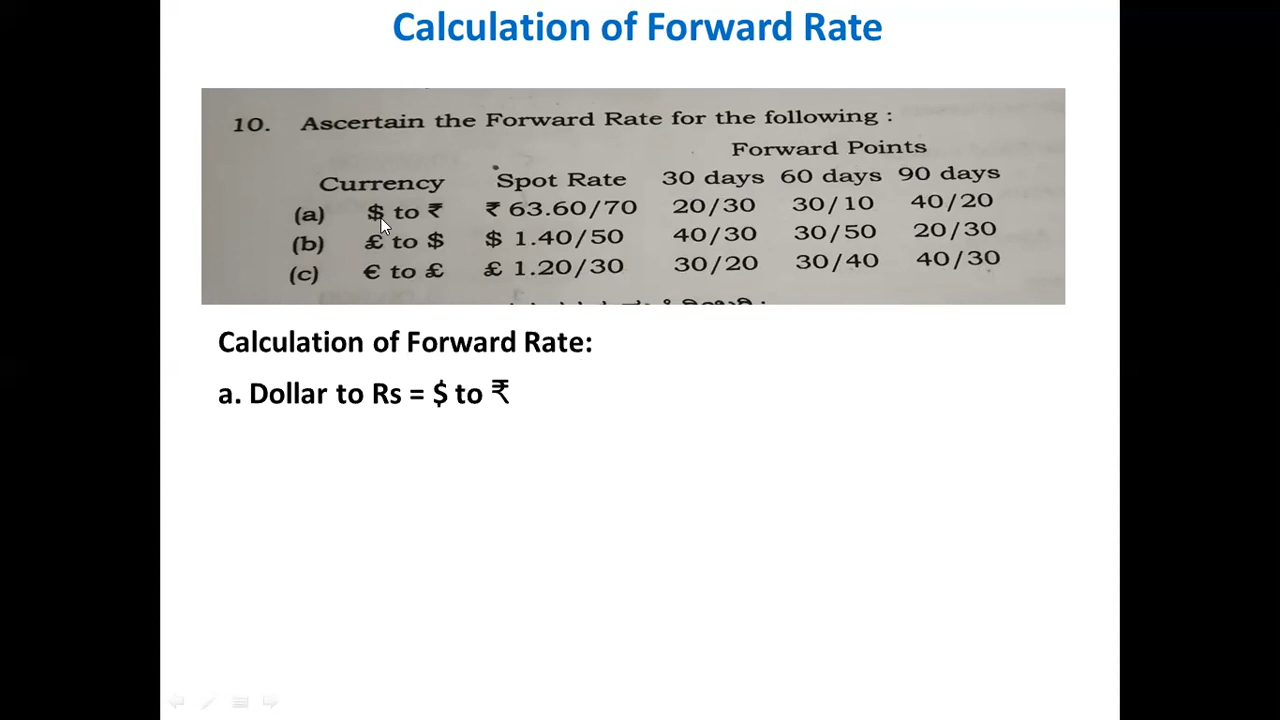 Calculation of Forward Rate
10. Ascertain the Forward Rate for the following :
Forward Points
Currency Spot Rate 30 days 60 days 90 days
(a) $ to ₹ ₹ 63.60/70 20/30 30/10 40/20
(b) £ to $ $ 1.40/50 40/30 30/50 20/30
(c) € to £ £ 1.20/30 30/20 30/40 40/30
Calculation of Forward Rate:
a. Dollar to Rs = $ to ₹